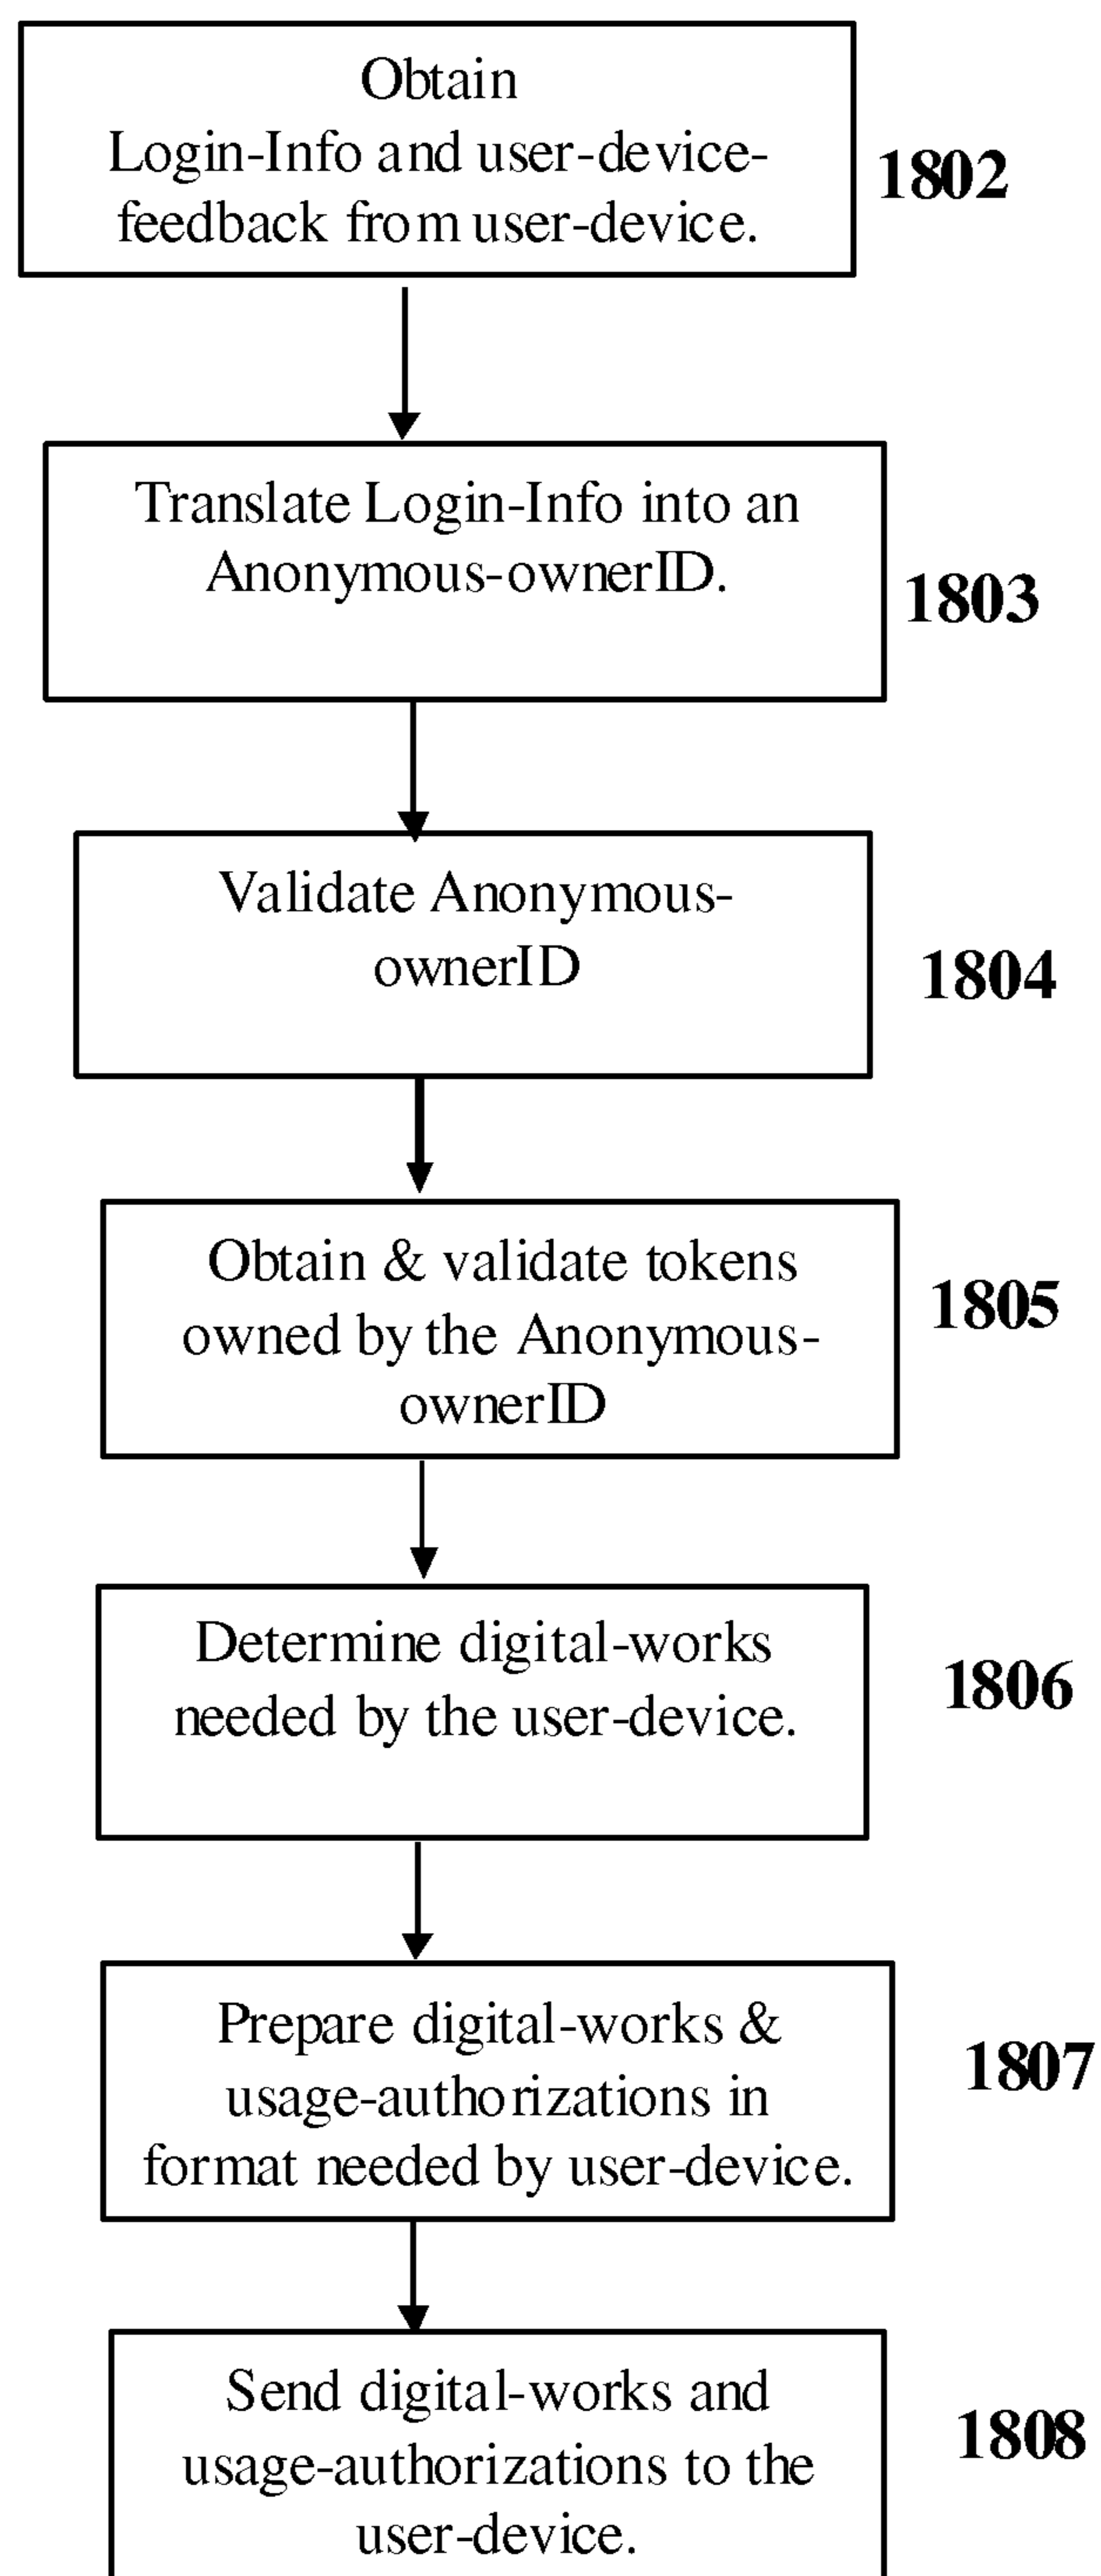 Obtain
Login-Info and user-device-
feedback from user-device.
1802
Translate Login-Info into an
Anonymous-ownerID.
1803
Validate Anonymous-
ownerID
1804
Obtain & validate tokens
owned by the Anonymous-
ownerID
1805
Determine digital-works
needed by the user-device.
1806
Prepare digital-works &
usage-authorizations in
format needed by user-device.
1807
Send digital-works and
usage-authorizations to the
user-device.
1808